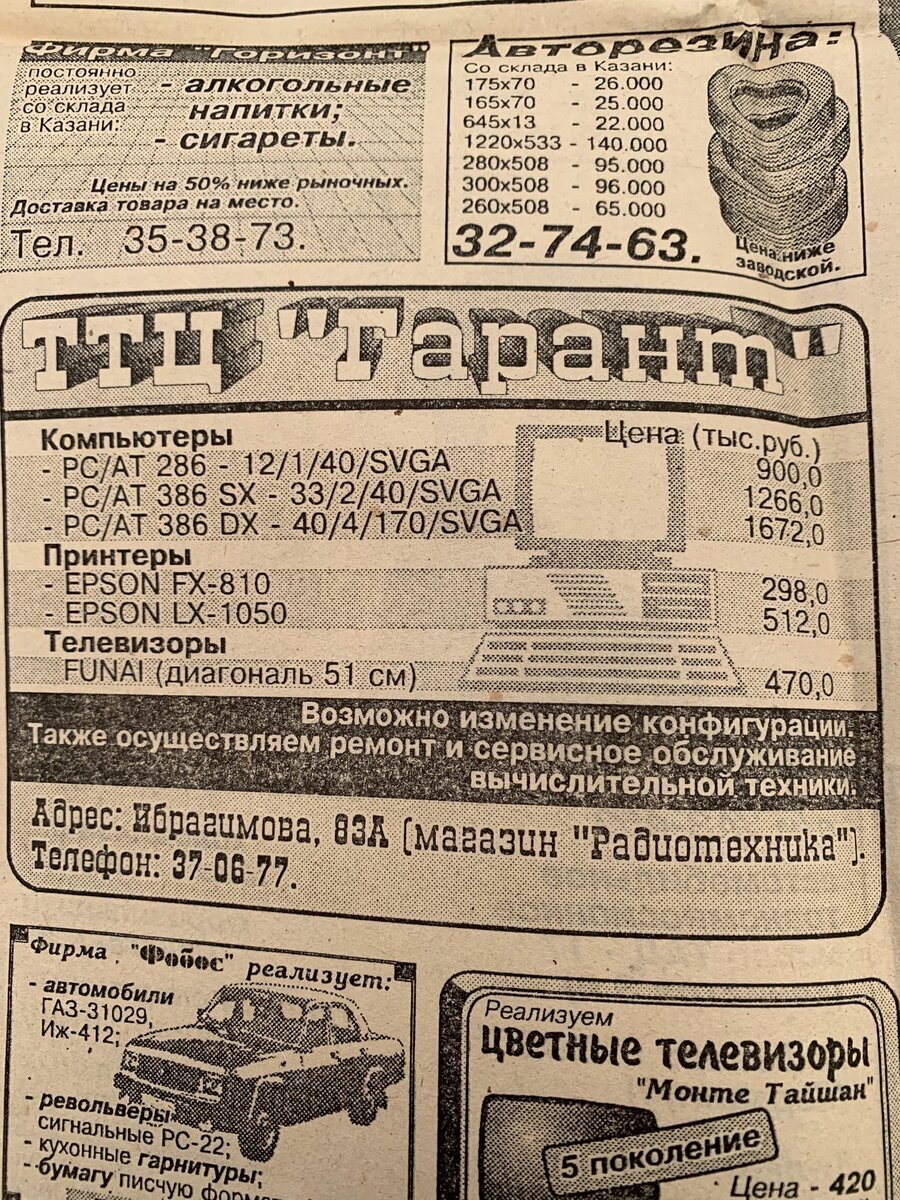 Фирма "Горизонт"
постоянно
реализует
со склада
в Казани:
- алкогольные
напитки;
- сигареты.
Цены на 50% ниже рыночных.
Доставка товара на место.
Тел. 35-38-73.
Авторезина:
Со склада в Казани:
175x70 - 26.000
165x70 - 25.000
645x13 - 22.000
1220x533 - 140.000
280x508 - 95.000
300x508 - 96.000
260x508 - 65.000
32-74-63.
Цена ниже
заводской.
ТТЦ "Гарант"
Компьютеры Цена (тыс.руб.)
- PC/AT 286 - 12/1/40/SVGA 900,0
- PC/AT 386 SX - 33/2/40/SVGA 1266,0
- PC/AT 386 DX - 40/4/170/SVGA 1672,0
Принтеры
- EPSON FX-810 298,0
- EPSON LX-1050 512,0
Телевизоры
FUNAI (диагональ 51 см) 470,0
Возможно изменение конфигурации.
Также осуществляем ремонт и сервисное обслуживание
вычислительной техники.
Адрес: Ибрагимова, 83А (магазин "Радиотехника").
Телефон: 37-06-77.
Фирма "Фобос" реализует:
- автомобили
ГАЗ-31029,
Иж-412;
- револьверы
сигнальные РС-22;
- кухонные гарнитуры;
- бумагу писчую
Реализуем
цветные телевизоры
"Монте Тайшан"
5 поколение
Цена - 420